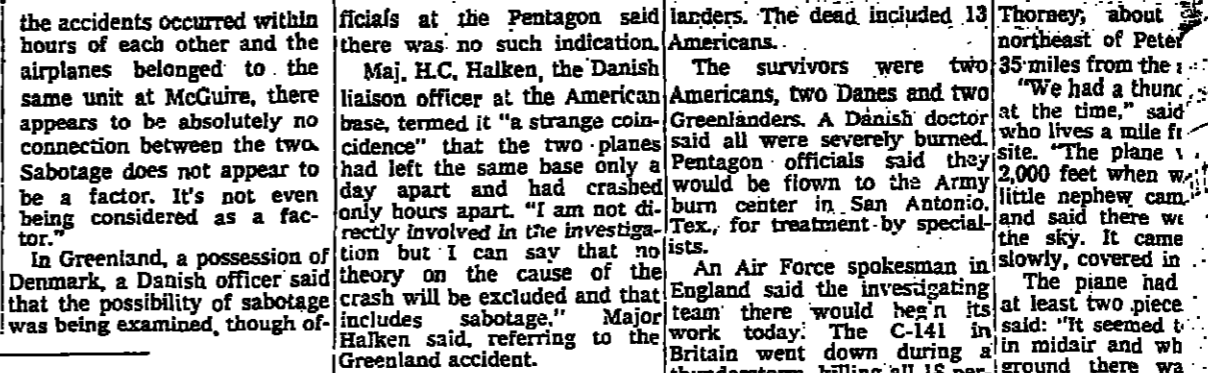 the accidents occurred within
hours of each other and the
airplanes belonged to the
same unit at McGuire, there
appears to be absolutely no
connection between the two.
Sabotage does not appear to
be a factor. It's not even
being considered as a fac-
tor."
In Greenland, a possession of
Denmark, a Danish officer said
that the possibility of sabotage
was being examined, though of-
ficials at the Pentagon said
there was no such indication.
Maj. H.C. Halken, the Danish
liaison officer at the American
base, termed it "a strange coin-
cidence" that the two planes
had left the same base only a
day apart and had crashed
only hours apart. "I am not di-
rectly involved in the investiga-
tion but I can say that no
theory on the cause of the
crash will be excluded and that
includes sabotage," Major
Halken said, referring to the
Greenland accident.
landers. The dead included 13
Americans.
The survivors were two
Americans, two Danes and two
Greenlanders. A Danish doctor
said all were severely burned.
Pentagon officials said they
would be flown to the Army
burn center in San Antonio,
Tex., for treatment by special-
ists.
An Air Force spokesman in
England said the investigating
team there would beg'n its
work today. The C-141 in
Britain went down during a
thunderstorm, killing all 18 per-
Thorney, about
northeast of Peter
35 miles from the
"We had a thund
at the time," said
who lives a mile fr
site. "The plane
2,000 feet when
little nephew cam
and said there we
the sky. It came
slowly, covered in
The plane had
at least two piece
said: "It seemed t
in midair and wh
ground there wa